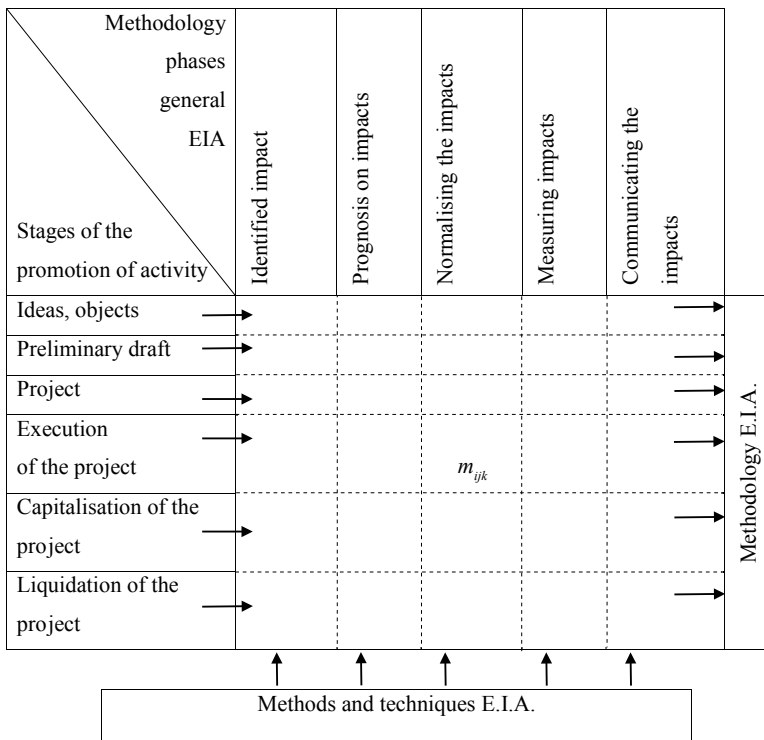 Methodology
phases
general
EIA
Stages of the
promotion of activity
Identified impact
Prognosis on impacts
Normalising the impacts
Measuring impacts
Communicating the
impacts
Ideas, objects
Preliminary draft
Project
Execution
of the project
Capitalisation of the
project
Liquidation of the
project
m_{ijk}
Methodology E.I.A.
Methods and techniques E.I.A.